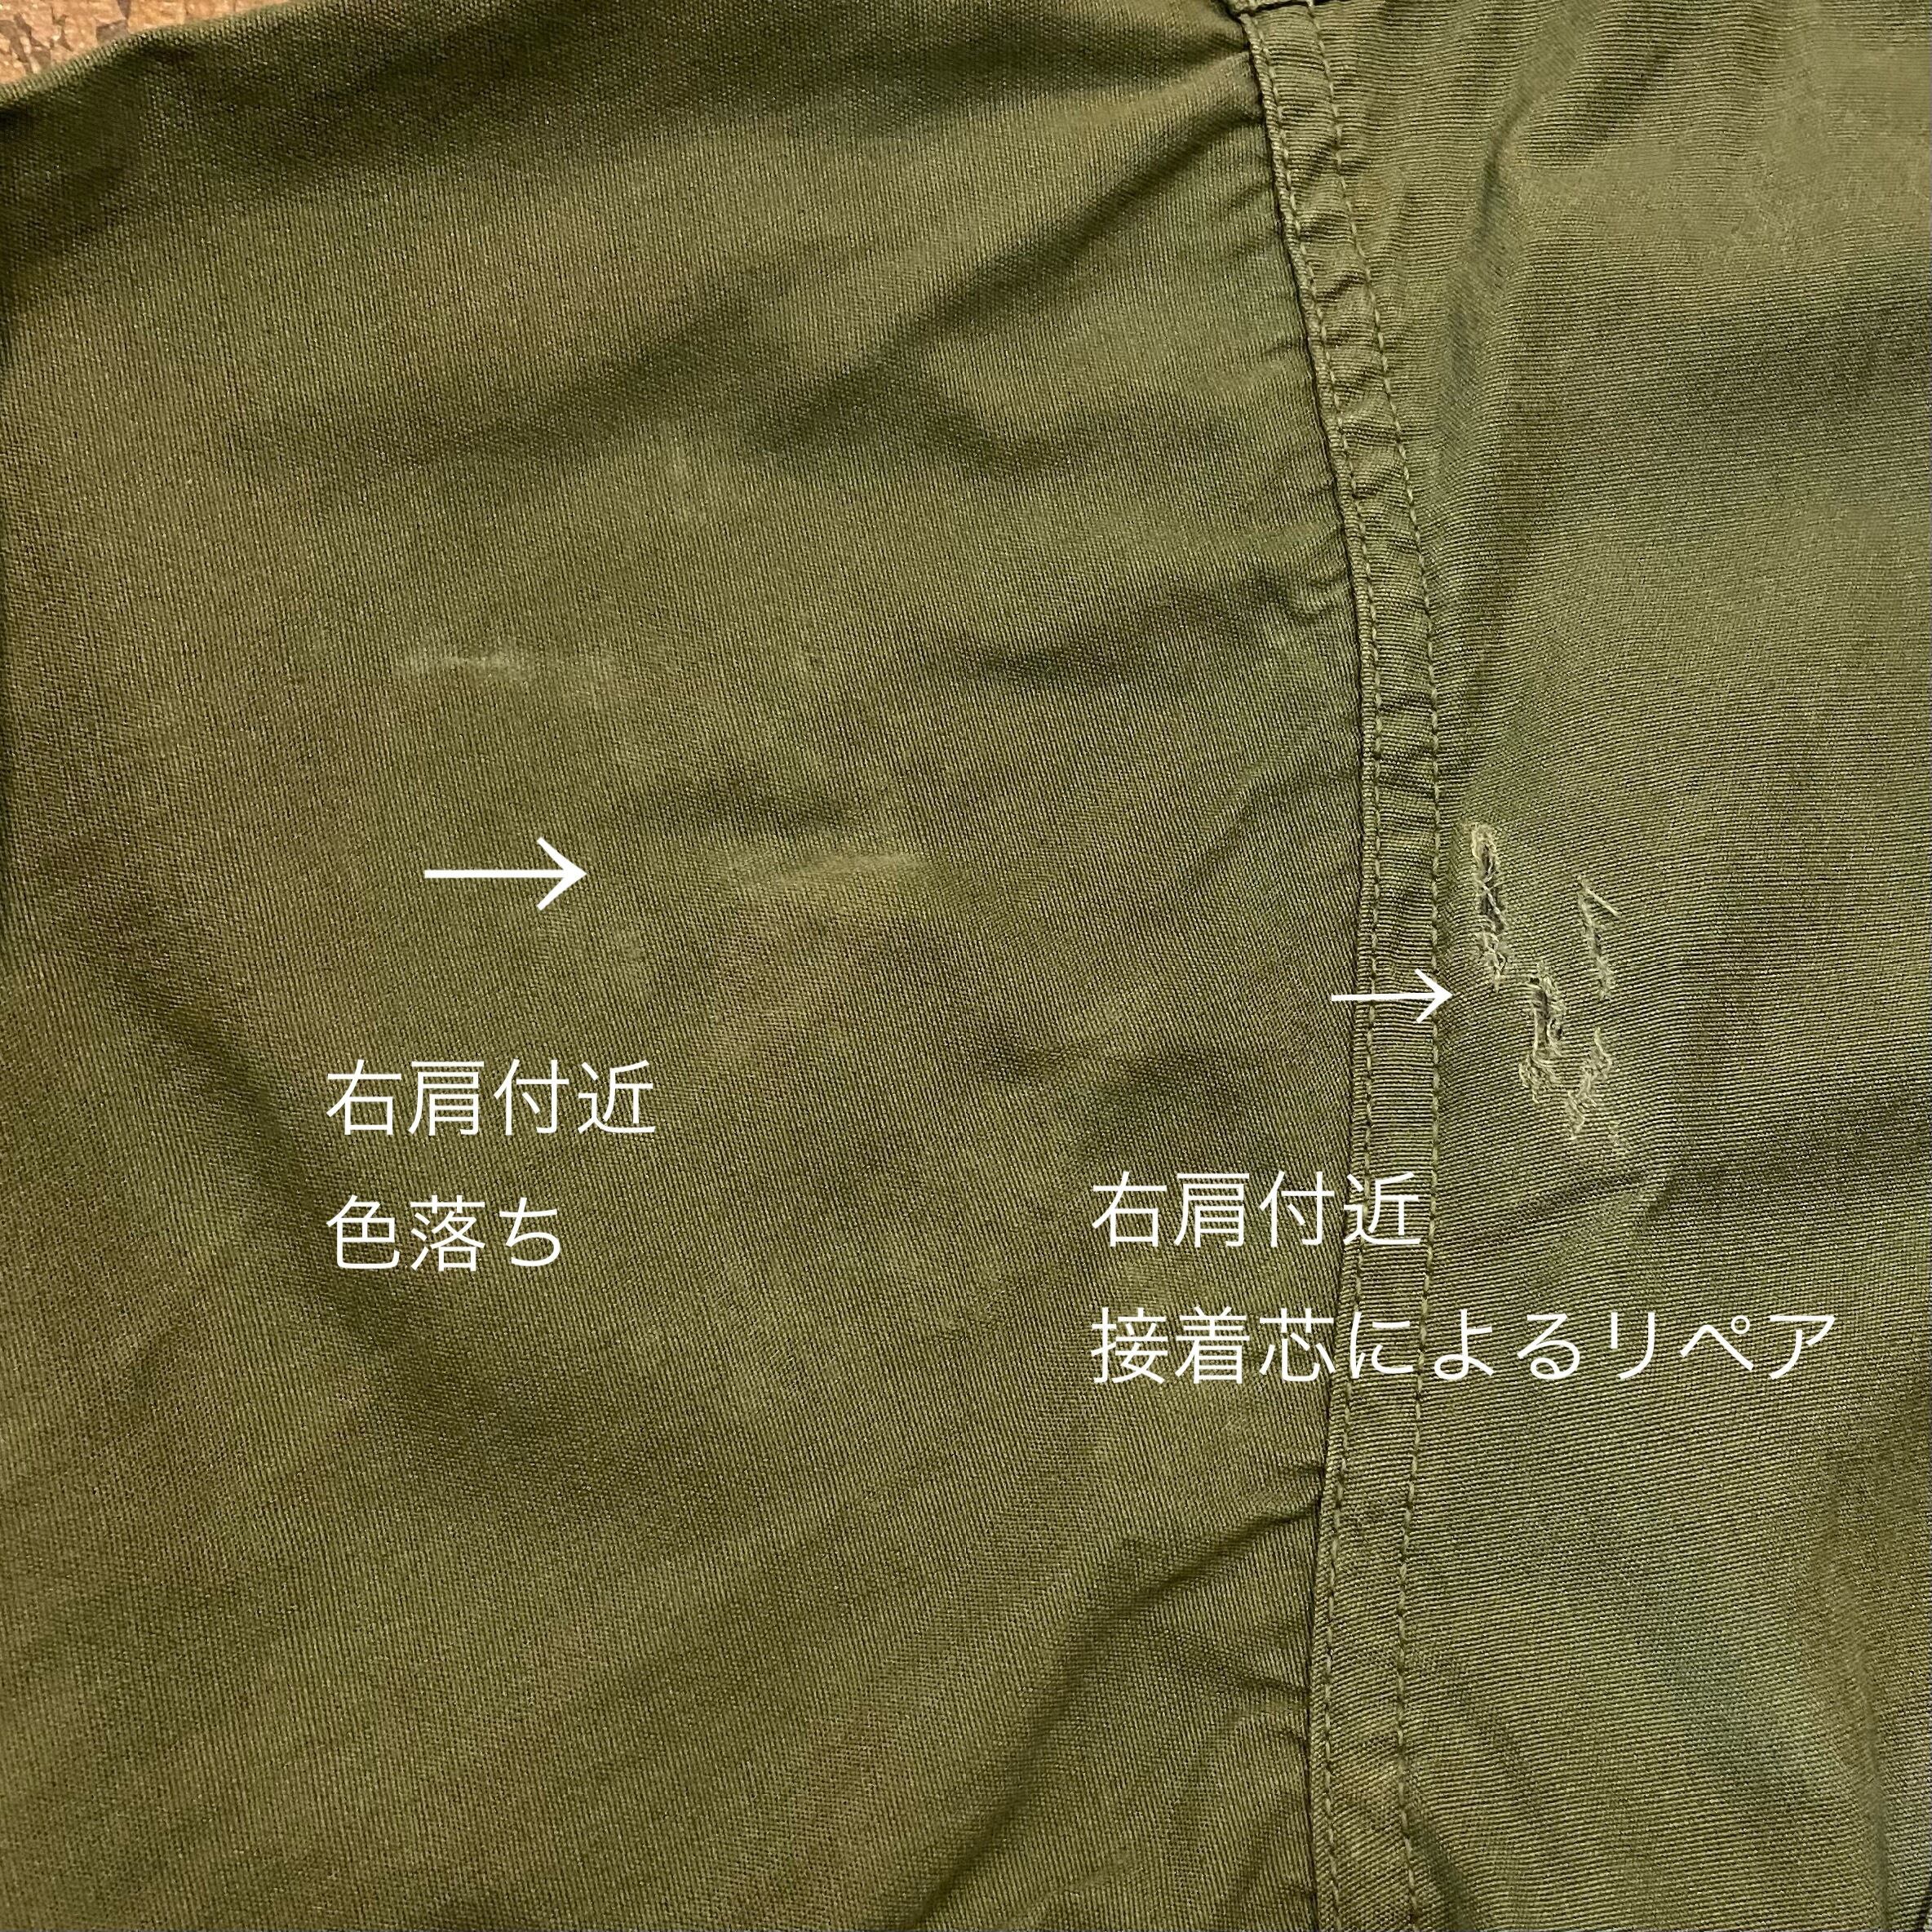 →
右肩付近
色落ち
→
右肩付近
接着芯によるリペア